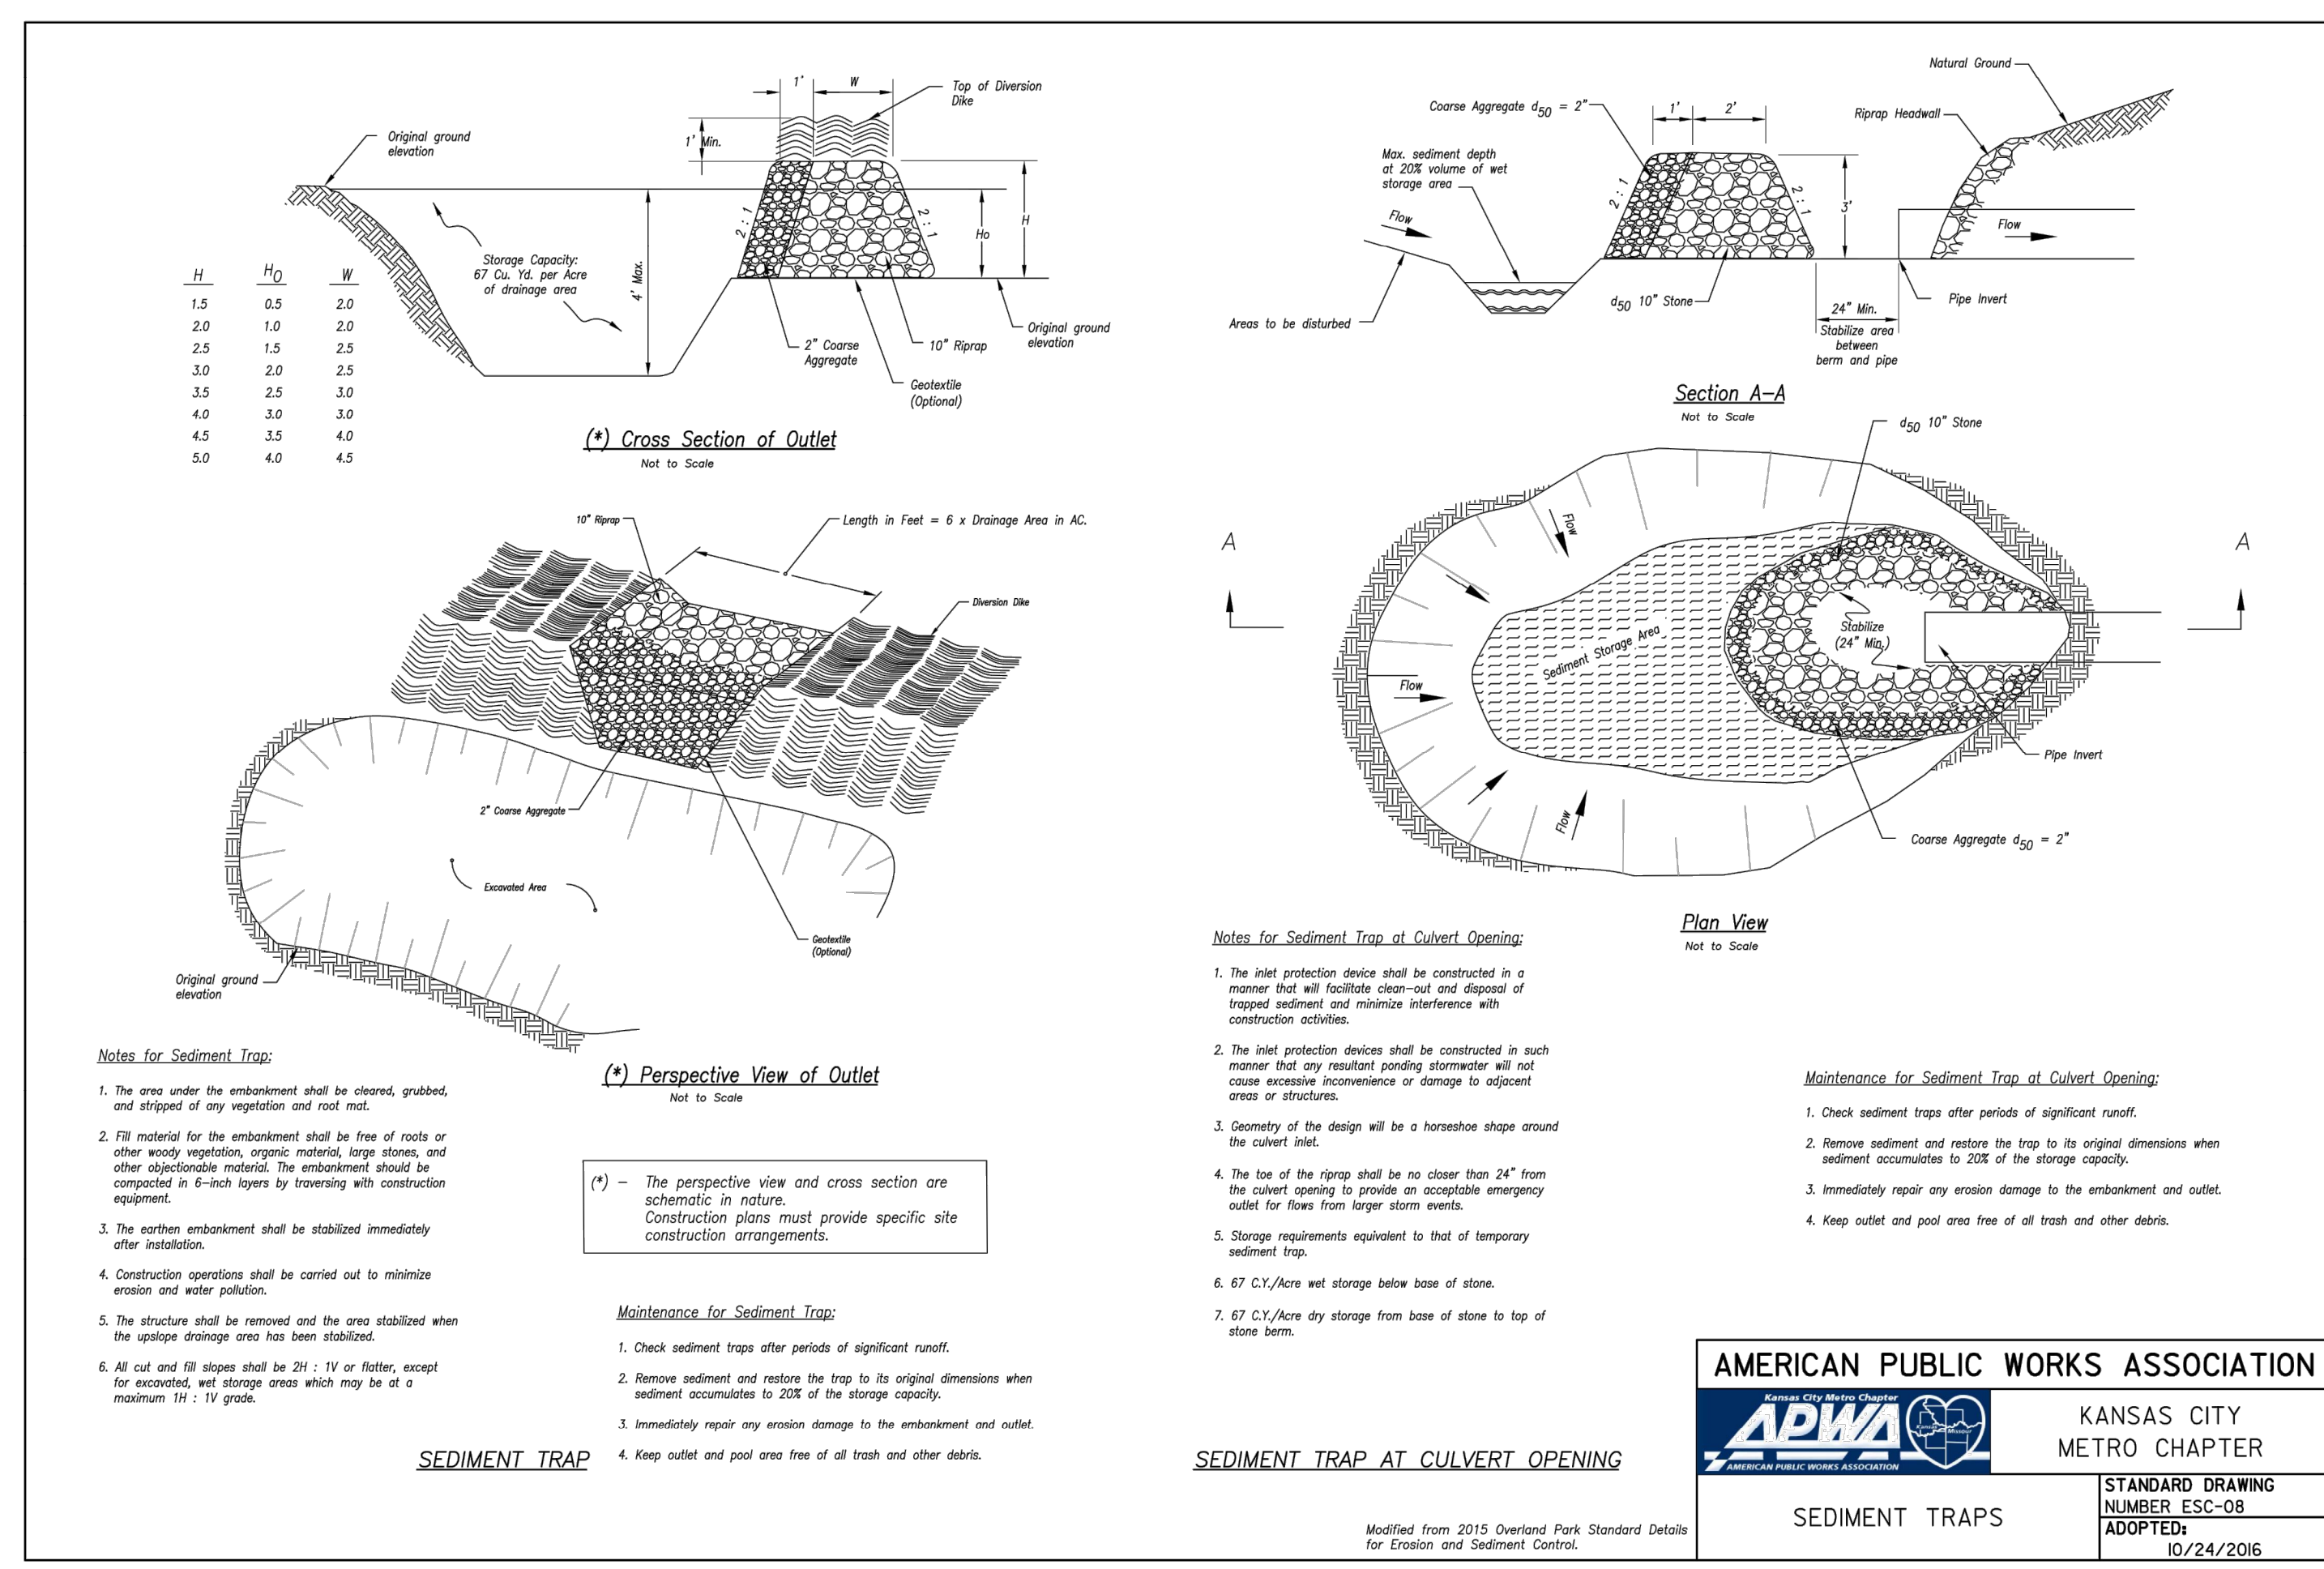 1'
W
Top of Diversion
Dike
1' Min.
Original ground
elevation
Storage Capacity:
67 Cu. Yd. per Acre
of drainage area
4' Max.
2 : 1
2 : 1
Ho
H
2" Coarse
Aggregate
10" Riprap
Original ground
elevation
Geotextile
(Optional)
H HO W
1.5 0.5 2.0
2.0 1.0 2.0
2.5 1.5 2.5
3.0 2.0 2.5
3.5 2.5 3.0
4.0 3.0 3.0
4.5 3.5 4.0
5.0 4.0 4.5
(*) Cross Section of Outlet
Not to Scale
10" Riprap
Length in Feet = 6 x Drainage Area in AC.
Diversion Dike
2" Coarse Aggregate
Excavated Area
Geotextile
(Optional)
Original ground
elevation
(*) Perspective View of Outlet
Not to Scale
Notes for Sediment Trap:
1. The area under the embankment shall be cleared, grubbed,
and stripped of any vegetation and root mat.
2. Fill material for the embankment shall be free of roots or
other woody vegetation, organic material, large stones, and
other objectionable material. The embankment should be
compacted in 6-inch layers by traversing with construction
equipment.
3. The earthen embankment shall be stabilized immediately
after installation.
4. Construction operations shall be carried out to minimize
erosion and water pollution.
5. The structure shall be removed and the area stabilized when
the upslope drainage area has been stabilized.
6. All cut and fill slopes shall be 2H : 1V or flatter, except
for excavated, wet storage areas which may be at a
maximum 1H : 1V grade.
(*) - The perspective view and cross section are
schematic in nature.
Construction plans must provide specific site
construction arrangements.
Maintenance for Sediment Trap:
1. Check sediment traps after periods of significant runoff.
2. Remove sediment and restore the trap to its original dimensions when
sediment accumulates to 20% of the storage capacity.
3. Immediately repair any erosion damage to the embankment and outlet.
4. Keep outlet and pool area free of all trash and other debris.
SEDIMENT TRAP
Natural Ground
Coarse Aggregate d50 = 2"
1'
2'
Riprap Headwall
Max. sediment depth
at 20% volume of wet
storage area
2 : 1
2 : 1
3'
Flow
Flow
Areas to be disturbed
d50 10" Stone
24" Min.
Stabilize area
between
berm and pipe
Pipe Invert
Section A-A
Not to Scale
d50 10" Stone
A
A
Flow
Sediment Storage Area
Stabilize
(24" Min.)
Flow
Flow
Pipe Invert
Coarse Aggregate d50 = 2"
Plan View
Not to Scale
Notes for Sediment Trap at Culvert Opening:
1. The inlet protection device shall be constructed in a
manner that will facilitate clean-out and disposal of
trapped sediment and minimize interference with
construction activities.
2. The inlet protection devices shall be constructed in such
manner that any resultant ponding stormwater will not
cause excessive inconvenience or damage to adjacent
areas or structures.
3. Geometry of the design will be a horseshoe shape around
the culvert inlet.
4. The toe of the riprap shall be no closer than 24" from
the culvert opening to provide an acceptable emergency
outlet for flows from larger storm events.
5. Storage requirements equivalent to that of temporary
sediment trap.
6. 67 C.Y./Acre wet storage below base of stone.
7. 67 C.Y./Acre dry storage from base of stone to top of
stone berm.
Maintenance for Sediment Trap at Culvert Opening:
1. Check sediment traps after periods of significant runoff.
2. Remove sediment and restore the trap to its original dimensions when
sediment accumulates to 20% of the storage capacity.
3. Immediately repair any erosion damage to the embankment and outlet.
4. Keep outlet and pool area free of all trash and other debris.
SEDIMENT TRAP AT CULVERT OPENING
Modified from 2015 Overland Park Standard Details
for Erosion and Sediment Control.
AMERICAN PUBLIC WORKS ASSOCIATION
Kansas City Metro Chapter
APWA
Kansas
Missouri
AMERICAN PUBLIC WORKS ASSOCIATION
KANSAS CITY
METRO CHAPTER
SEDIMENT TRAPS
STANDARD DRAWING
NUMBER ESC-08
ADOPTED:
10/24/2016